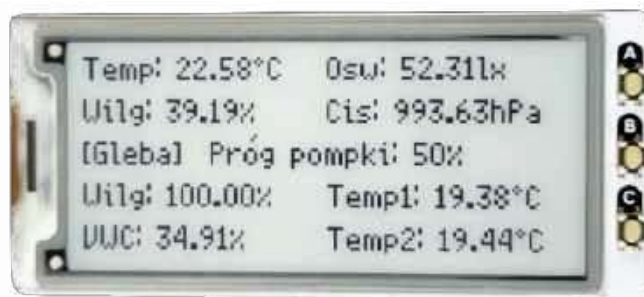 Temp: 22.58°C Osw: 52.31lx
Wilg: 39.19% Cis: 993.63hPa
[Gleba] Próg pompki: 50%
Wilg: 100.00% Temp1: 19.38°C
VWC: 34.91% Temp2: 19.44°C
A
B
C